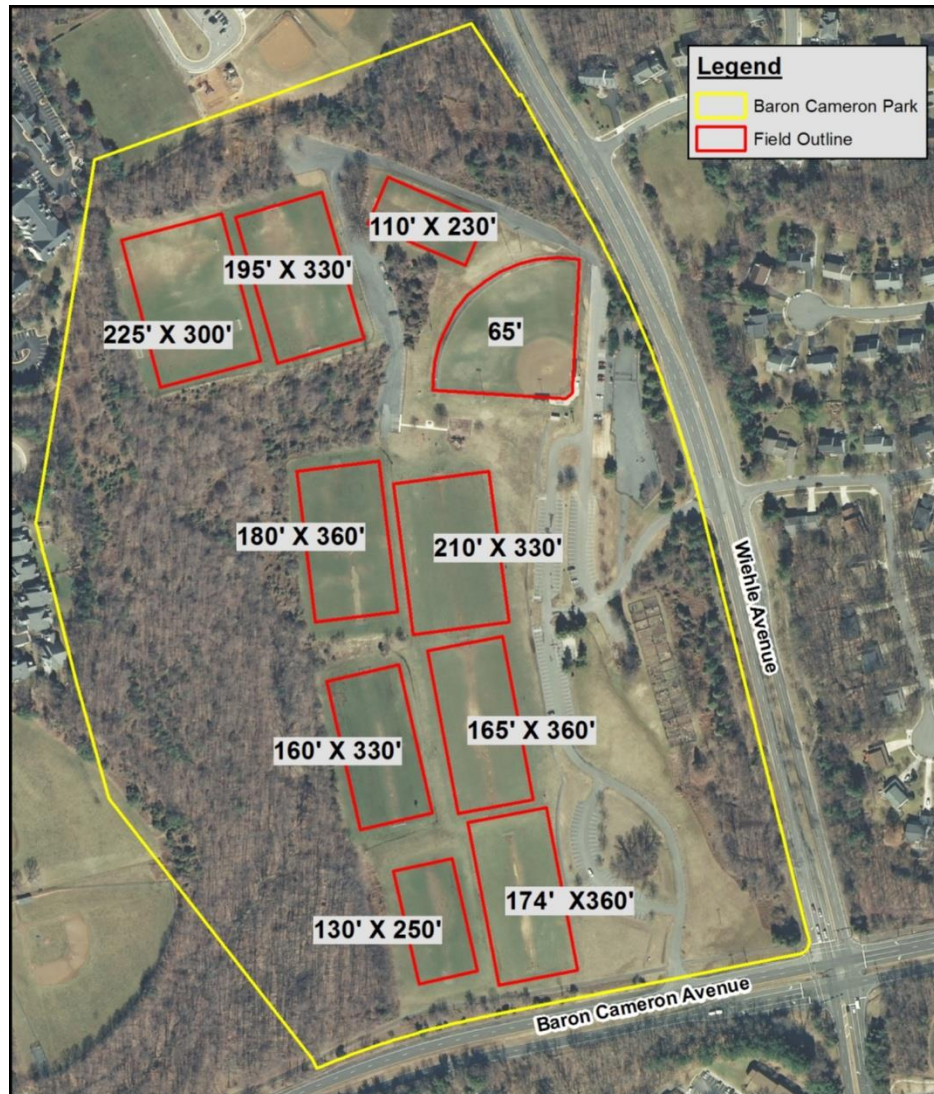 Legend
Baron Cameron Park
Field Outline
110' X 230'
195' X 330'
225' X 300'
65'
180' X 360'
210' X 330'
Wiehle Avenue
165' X 360'
160' X 330'
174'  X360'
130' X 250'
Baron Cameron Avenue